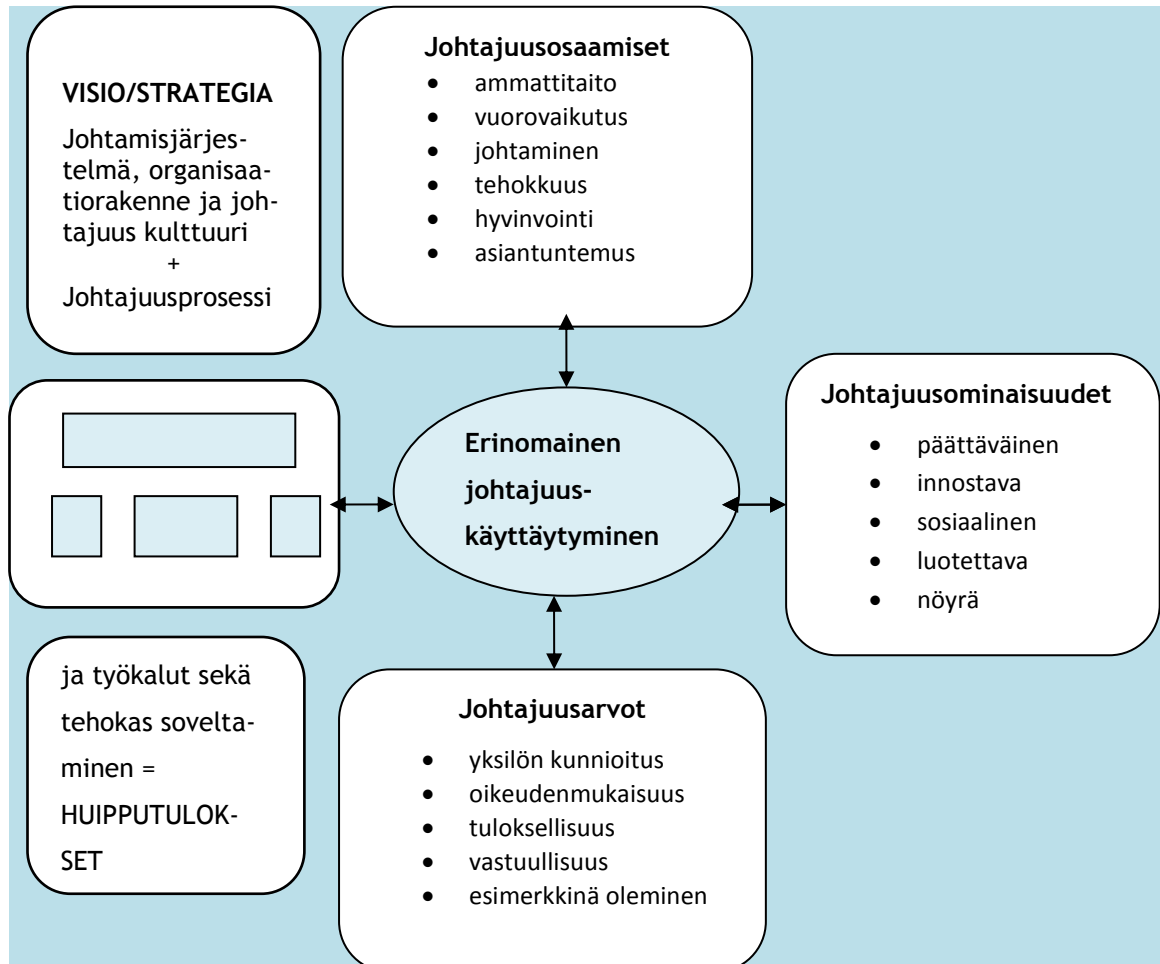 VISIO/STRATEGIA
Johtamisjärjes-
telmä, organisaa-
tiorakenne ja joh-
tajuus kulttuuri
+
Johtajuusprosessi
Johtajuusosaamiset
• ammattitaito
• vuorovaikutus
• johtaminen
• tehokkuus
• hyvinvointi
• asiantuntemus
Erinomainen
johtajuus-
käyttäytyminen
Johtajuusominaisuudet
• päättäväinen
• innostava
• sosiaalinen
• luotettava
• nöyrä
ja työkalut sekä
tehokas sovelta-
minen =
HUIPPUTULOK-
SET
Johtajuusarvot
• yksilön kunnioitus
• oikeudenmukaisuus
• tuloksellisuus
• vastuullisuus
• esimerkkinä oleminen